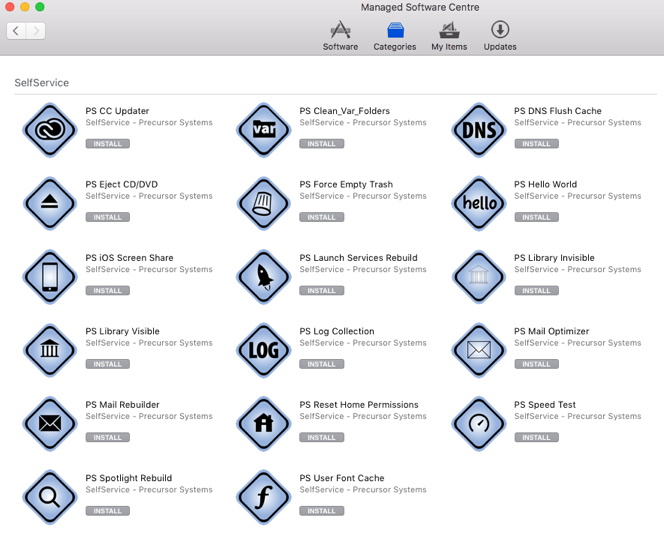 Managed Software Centre
Software Categories My Items Updates
SelfService
PS CC Updater
SelfService - Precursor Systems
INSTALL
PS Clean_Var_Folders
SelfService - Precursor Systems
INSTALL
var
PS DNS Flush Cache
SelfService - Precursor Systems
INSTALL
DNS
PS Eject CD/DVD
SelfService - Precursor Systems
INSTALL
PS Force Empty Trash
SelfService - Precursor Systems
INSTALL
PS Hello World
SelfService - Precursor Systems
INSTALL
hello
PS iOS Screen Share
SelfService - Precursor Systems
INSTALL
PS Launch Services Rebuild
SelfService - Precursor Systems
INSTALL
PS Library Invisible
SelfService - Precursor Systems
INSTALL
PS Library Visible
SelfService - Precursor Systems
INSTALL
PS Log Collection
SelfService - Precursor Systems
INSTALL
LOG
PS Mail Optimizer
SelfService - Precursor Systems
INSTALL
PS Mail Rebuilder
SelfService - Precursor Systems
INSTALL
PS Reset Home Permissions
SelfService - Precursor Systems
INSTALL
PS Speed Test
SelfService - Precursor Systems
INSTALL
PS Spotlight Rebuild
SelfService - Precursor Systems
INSTALL
PS User Font Cache
SelfService - Precursor Systems
INSTALL
f